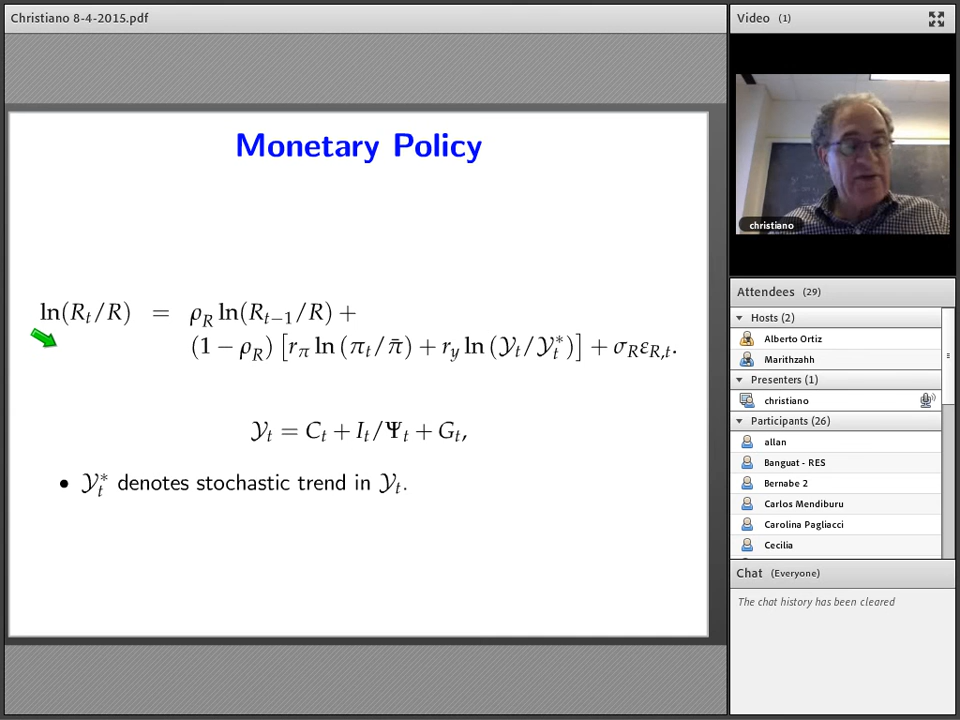 Christiano 8-4-2015.pdf
Monetary Policy
ln(R_t/R) = ρ_R ln(R_{t−1}/R) +
(1 − ρ_R) [r_π ln (π_t/π̄) + r_y ln (𝒴_t/𝒴_t^*)] + σ_R ε_{R,t}.
𝒴_t = C_t + I_t/Ψ_t + G_t,
• 𝒴_t^* denotes stochastic trend in 𝒴_t.
Video (1)
christiano
Attendees (29)
Hosts (2)
Alberto Ortiz
Marithzahh
Presenters (1)
christiano
Participants (26)
allan
Banguat - RES
Bernabe 2
Carlos Mendiburu
Carolina Pagliacci
Cecilia
Chat (Everyone)
The chat history has been cleared